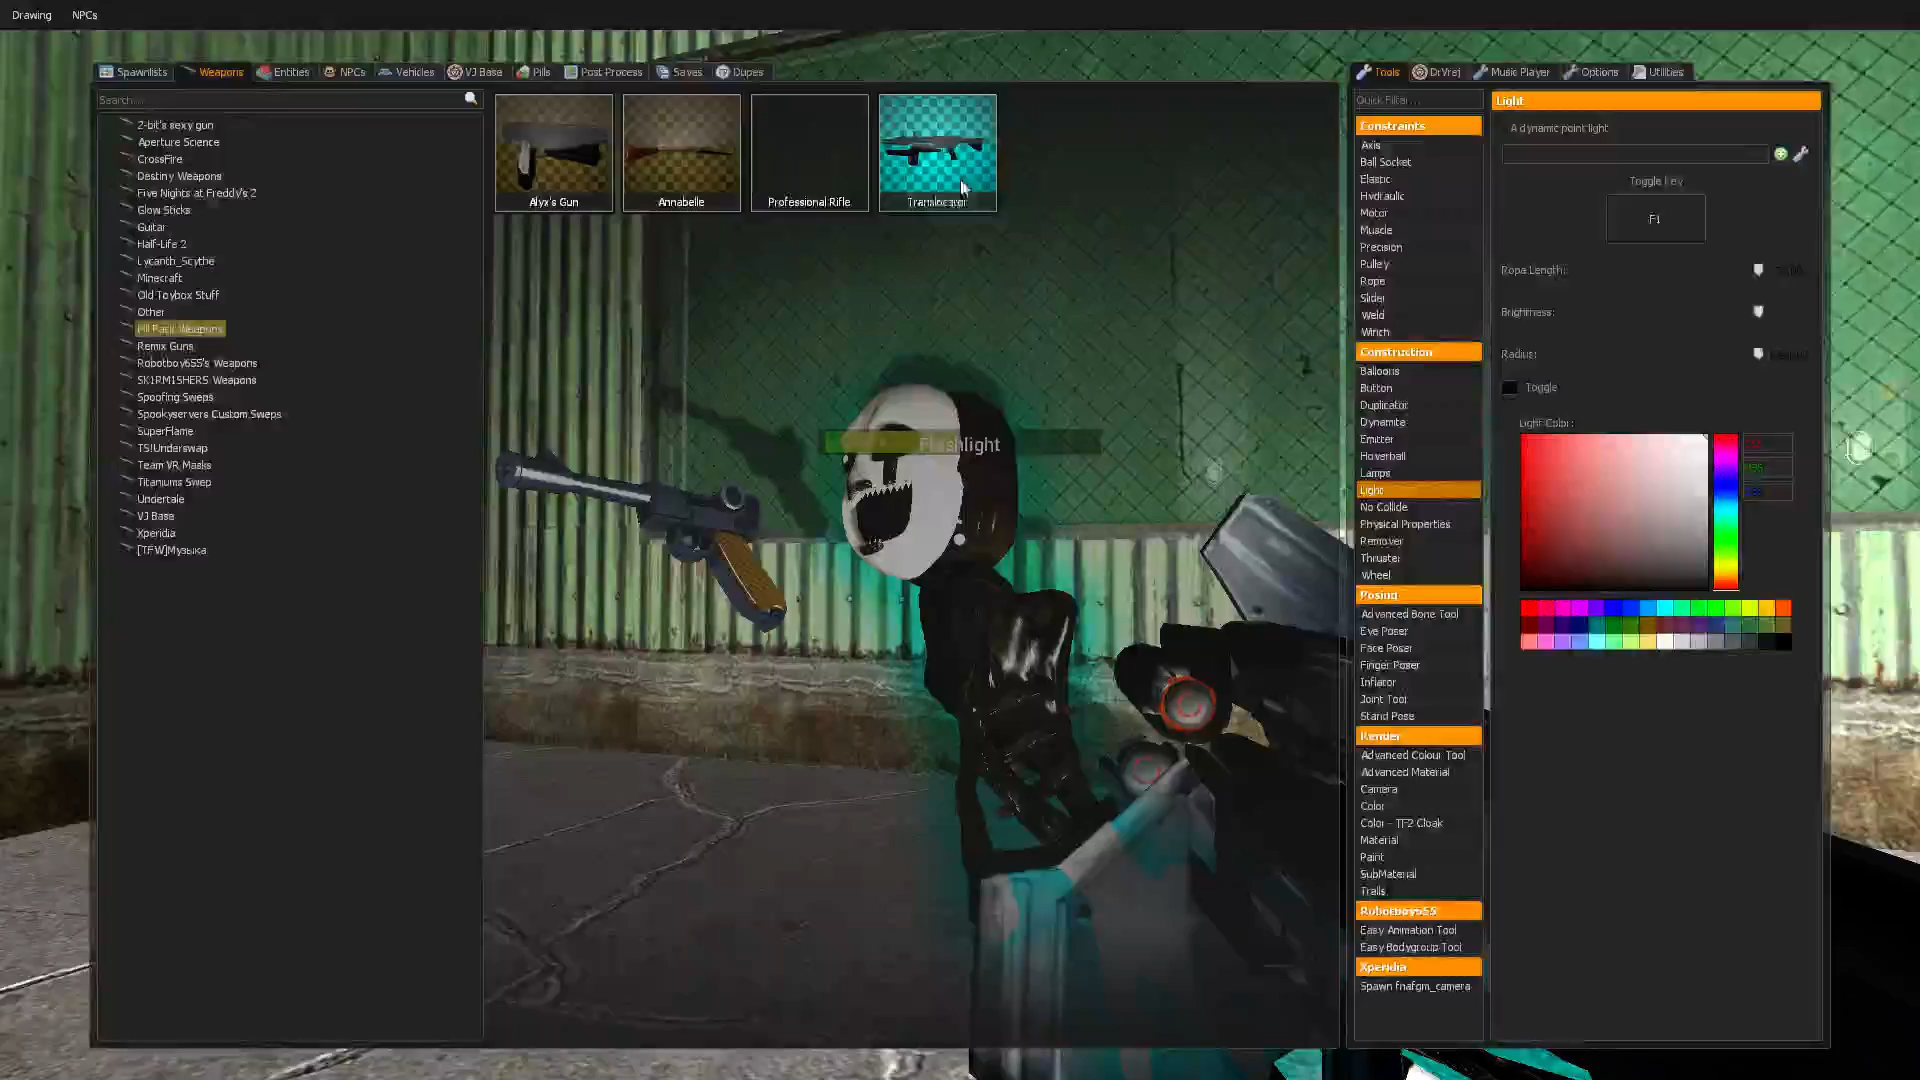 Drawing NPCs
Spawnlists Weapons Entities NPCs Vehicles VJ Base Pills Post Process Saves Dupes
Search...
2-bit's sexy gun
Aperture Science
CrossFire
Destiny Weapons
Five Nights at Freddy's 2
Glow Sticks
Guitar
Half-Life 2
Lycanth_Scythe
Minecraft
Old Toybox Stuff
Other
Pill Pack Weapons
Remix Guns
Robotboy655's Weapons
SK1RM1SHERS Weapons
Spoofing Sweps
Spookyservers Custom Sweps
SuperFlame
TS!Underswap
Team VR Masks
Titaniums Swep
Undertale
VJ Base
Xperidia
[TFW]Музыка
Alyx's Gun
Annabelle
Professional Rifle
Translocator
Flashlight
Tools DrVrej Music Player Options Utilities
Quick Filter...
Constraints
Axis
Ball Socket
Elastic
Hydraulic
Motor
Muscle
Precision
Pulley
Rope
Slider
Weld
Winch
Construction
Balloons
Button
Duplicator
Dynamite
Emitter
Hoverball
Lamps
Light
No Collide
Physical Properties
Remover
Thruster
Wheel
Posing
Advanced Bone Tool
Eye Poser
Face Poser
Finger Poser
Inflator
Joint Tool
Stand Pose
Render
Advanced Colour Tool
Advanced Material
Camera
Color
Color - TF2 Cloak
Material
Paint
SubMaterial
Trails
Robotboy655
Easy Animation Tool
Easy Bodygroup Tool
Xperidia
Spawn fnafgm_camera
Light
A dynamic point light
Toggle Key
F1
Rope Length:
Brightness:
Radius:
Toggle
Light Color: